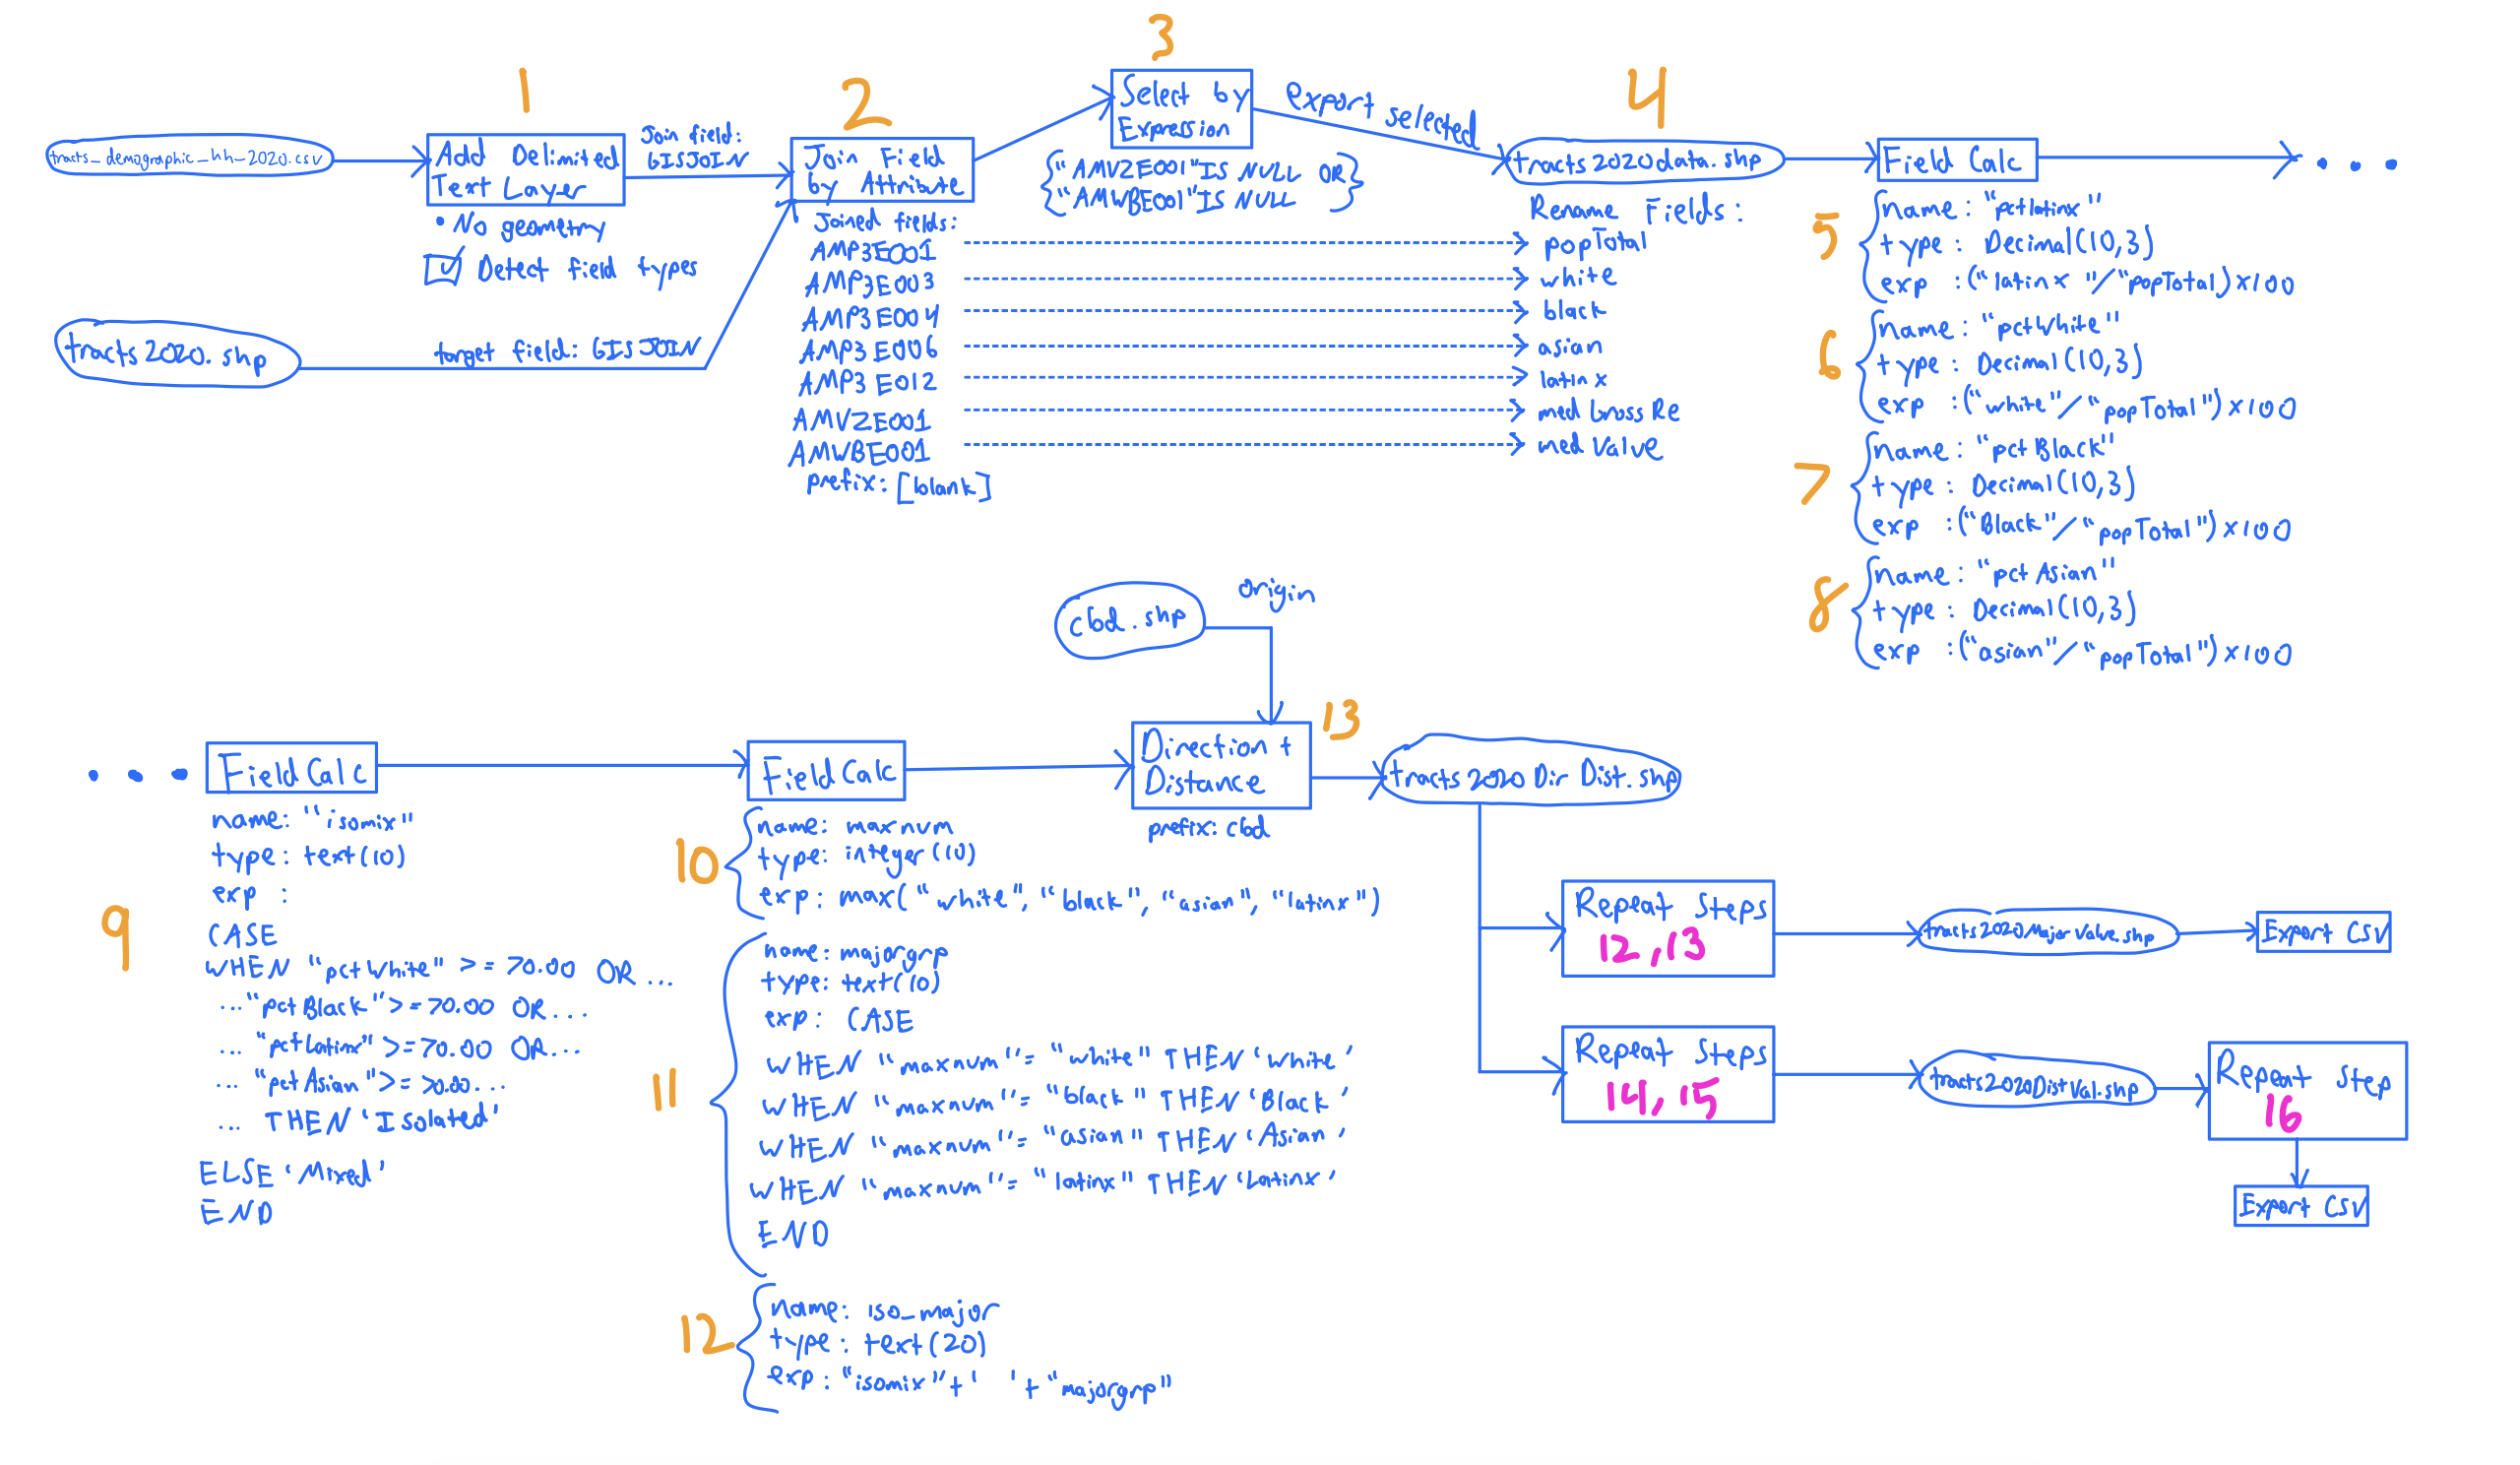 1
tracts_demographic_hh_2020.csv
Add Delimited
Text Layer
• No geometry
☑ Detect field types
Join field:
GISJOIN
tracts2020.shp
target field: GISJOIN
2
Join Field
by Attribute
Joined fields:
AMP3E001
AMP3E003
AMP3E004
AMP3E006
AMP3E012
AMVZE001
AMWBE001
prefix: [blank]
3
Select by
Expression
{"AMVZE001" IS NULL OR
"AMWBE001" IS NULL}
export selected
4
tracts2020data.shp
Rename Fields:
popTotal
white
black
asian
latinx
medGrossRe
medValue
Field Calc
...
5
name: "pctlatinx"
type: Decimal(10,3)
exp: ("latinx"/"popTotal)x100
6
name: "pctWhite"
type: Decimal(10,3)
exp: ("white"/"popTotal")x100
7
name: "pctBlack"
type: Decimal(10,3)
exp: ("Black"/"popTotal")x100
8
name: "pctAsian"
type: Decimal(10,3)
exp: ("asian"/"popTotal")x100
...
Field Calc
9
name: "isomix"
type: text(10)
exp :
CASE
WHEN "pctWhite" >= 70.00 OR...
..."pctBlack">=70.00 OR...
... "pctLatinx">=70.00 OR...
... "pctAsian">=70.00...
... THEN 'Isolated'
ELSE 'Mixed'
END
Field Calc
10
name: maxnum
type: integer(10)
exp: max("white", "black", "asian", "latinx")
11
name: majorgrp
type: text(10)
exp: CASE
WHEN "maxnum"= "white" THEN 'white'
WHEN "maxnum"= "black" THEN 'Black'
WHEN "maxnum"= "asian" THEN 'Asian'
WHEN "maxnum"= "latinx" THEN 'Latinx'
END
12
name: iso_major
type: text(20)
exp: "isomix"+' '+"majorgrp"
cbd.shp
origin
13
Direction +
Distance
prefix: cbd
tracts2020DirDist.shp
Repeat Steps
12,13
tracts2020MajorValue.shp
Export CSV
Repeat Steps
14,15
tracts2020DistVal.shp
Repeat Step
16
Export CSV